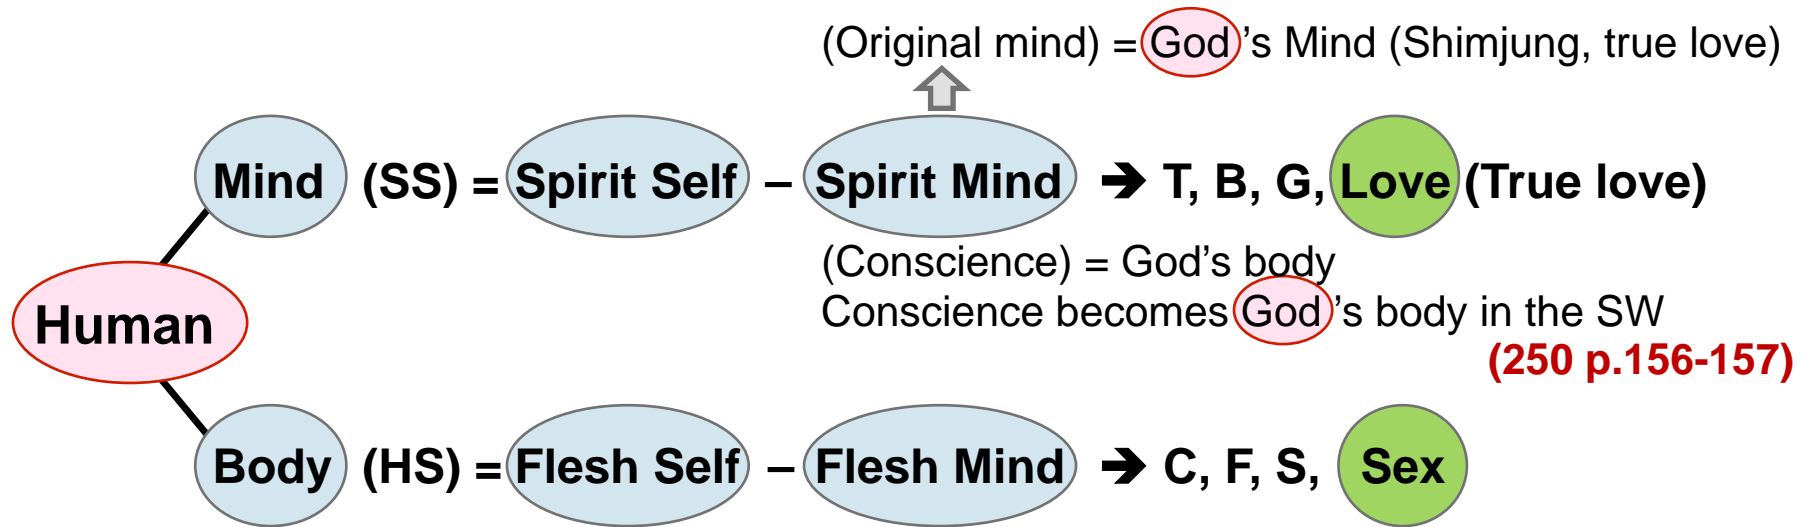 (Original mind) = God's Mind (Shimjung, true love)
Mind (SS) = Spirit Self – Spirit Mind ➔ T, B, G, Love (True love)
(Conscience) = God's body
Conscience becomes God's body in the SW
Human
(250 p.156-157)
Body (HS) = Flesh Self – Flesh Mind ➔ C, F, S, Sex